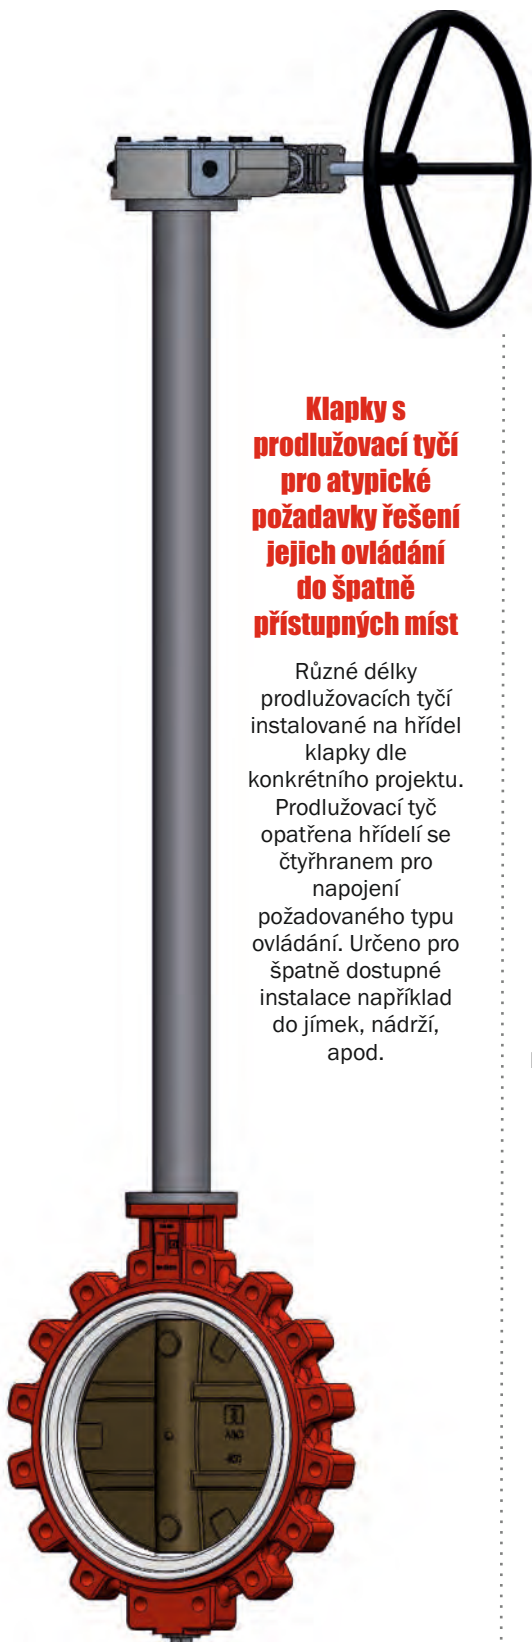 Klapky s
prodlužovací tyčí
pro atypické
požadavky řešení
jejich ovládání
do špatně
přístupných míst
Různé délky
prodlužovacích tyčí
instalované na hřídel
klapky dle
konkrétního projektu.
Prodlužovací tyč
opatřena hřídelí se
čtyřhranem pro
napojení
požadovaného typu
ovládání. Určeno pro
špatně dostupné
instalace například
do jímek, nádrží,
apod.